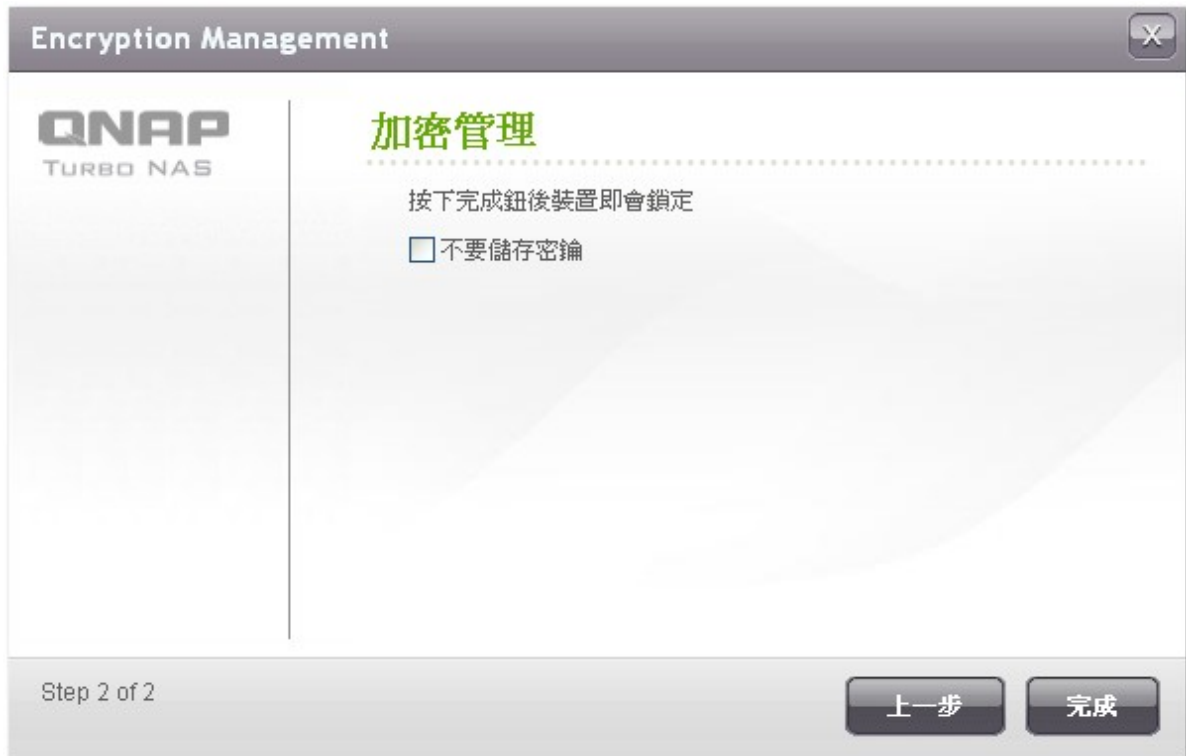 Encryption Management
X
QNAP
TURBO NAS
加密管理
按下完成鈕後裝置即會鎖定
不要儲存密鑰
Step 2 of 2
上一步
完成